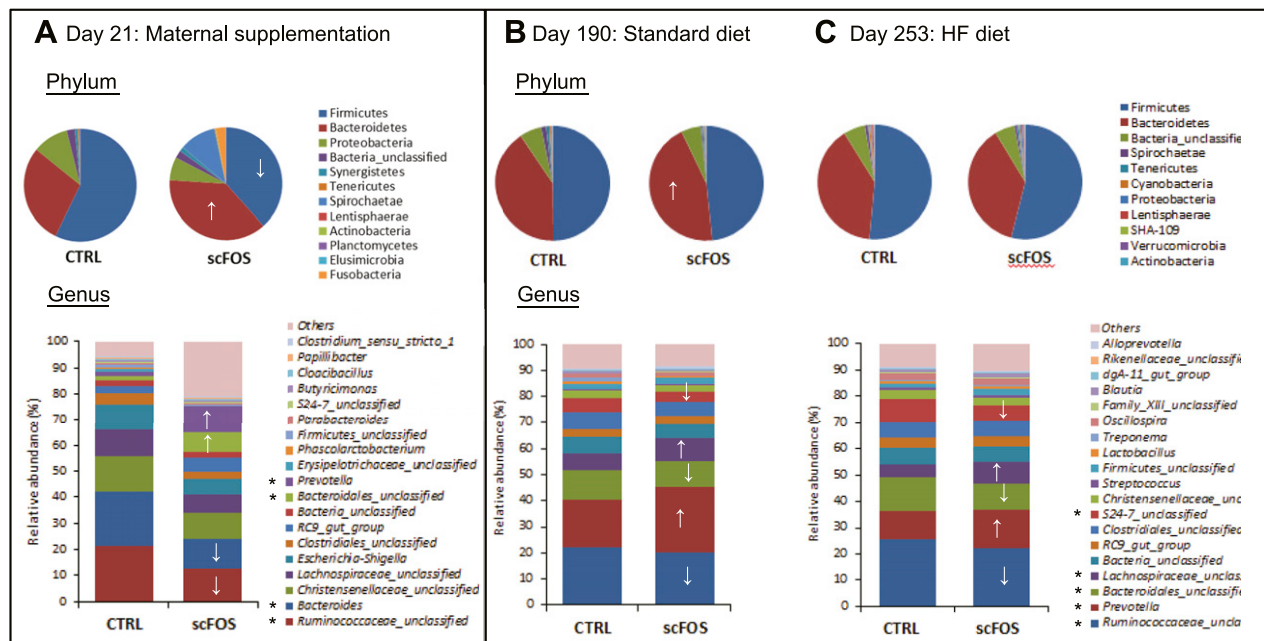 A Day 21: Maternal supplementation
Phylum
Firmicutes
Bacteroidetes
Proteobacteria
Bacteria_unclassified
Synergistetes
Tenericutes
Spirochaetae
Lentisphaerae
Actinobacteria
Planctomycetes
Elusimicrobia
Fusobacteria
↓
↑
CTRL
scFOS
Genus
Relative abundance (%)
100
90
80
70
60
50
40
30
20
10
0
↑
↑
↓
↓
CTRL
scFOS
Others
Clostridium_sensu_stricto_1
Papillibacter
Cloacibacillus
Butyricimonas
S24-7_unclassified
Parabacteroides
Firmicutes_unclassified
Phascolarctobacterium
Erysipelotrichaceae_unclassified
* Prevotella
* Bacteroidales_unclassified
Bacteria_unclassified
RC9_gut_group
Clostridiales_unclassified
Escherichia-Shigella
Lachnospiraceae_unclassified
Christensenellaceae_unclassified
* Bacteroides
* Ruminococcaceae_unclassified
B Day 190: Standard diet
↑
CTRL
scFOS
Genus
Relative abundance (%)
100
90
80
70
60
50
40
30
20
10
0
↓
↑
↓
↑
↓
CTRL
scFOS
C Day 253: HF diet
CTRL
scFOS
Firmicutes
Bacteroidetes
Bacteria_unclassifie
Spirochaetae
Tenericutes
Cyanobacteria
Proteobacteria
Lentisphaerae
SHA-109
Verrucomicrobia
Actinobacteria
Relative abundance (%)
100
90
80
70
60
50
40
30
20
10
0
↓
↑
↓
↑
↓
CTRL
scFOS
Others
Alloprevotella
Rikenellaceae_unclassifie
dgA-11_gut_group
Blautia
Family_XIII_unclassified
Oscillospira
Treponema
Lactobacillus
Firmicutes_unclassified
Streptococcus
Christensenellaceae_unc
* S24-7_unclassified
Clostridiales_unclassified
RC9_gut_group
Bacteria_unclassified
* Lachnospiraceae_unclas
* Bacteroidales_unclassifie
* Prevotella
* Ruminococcaceae_uncla
Phylum